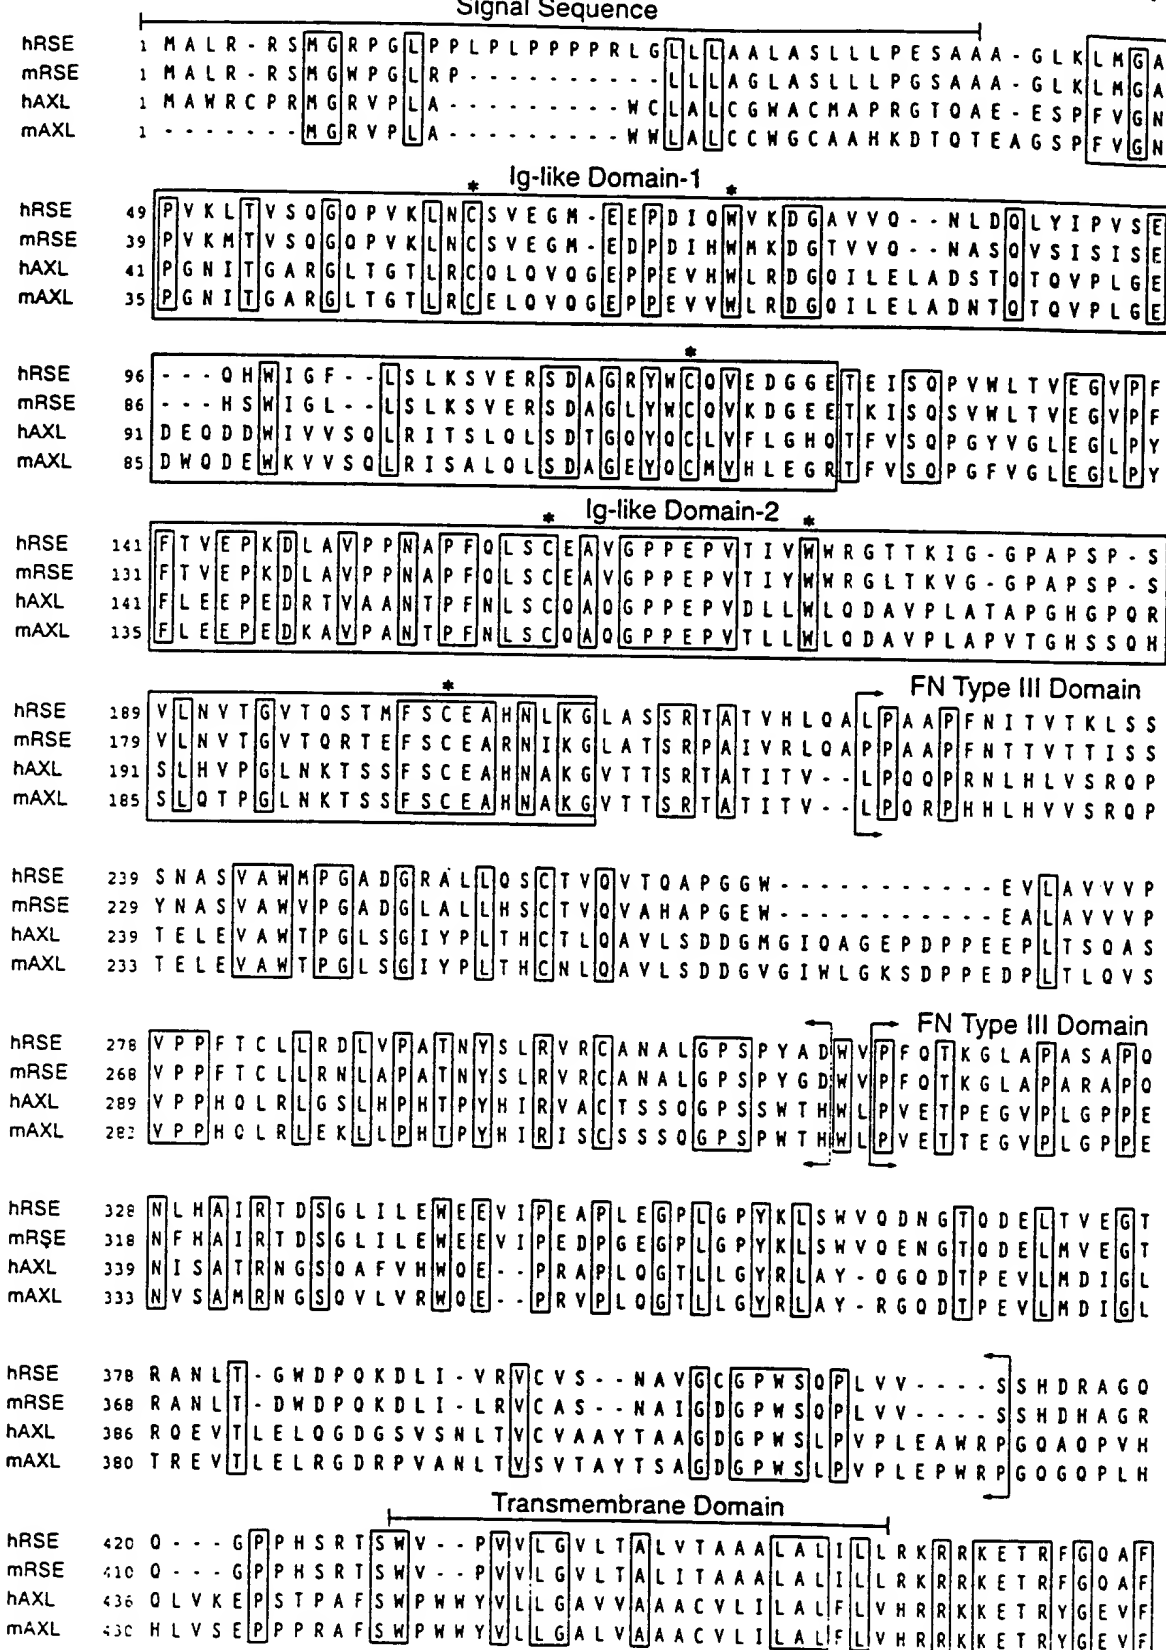 Signal Sequence
hRSE 1 M A L R - R S M G R P G L P P L P L P P P P R L G L L L A A L A S L L L P E S A A A - G L K L M G A
mRSE 1 M A L R - R S M G W P G L R P - - - - - - - - - - L L L A G L A S L L L P G S A A A - G L K L M G A
hAXL 1 M A W R C P R M G R V P L A - - - - - - - - - W C L A L C G W A C M A P R G T Q A E - E S P F V G N
mAXL 1 - - - - - - - M G R V P L A - - - - - - - - - W W L A L C C W G C A A H K D T Q T E A G S P F V G N
* Ig-like Domain-1 *
hRSE 49 P V K L T V S Q G Q P V K L N C S V E G M - E E P D I Q W V K D G A V V Q - - N L D Q L Y I P V S E
mRSE 39 P V K M T V S Q G Q P V K L N C S V E G M - E D P D I H W M K D G T V V Q - - N A S Q V S I S I S E
hAXL 41 P G N I T G A R G L T G T L R C Q L Q V Q G E P P E V H W L R D G Q I L E L A D S T Q T Q V P L G E
mAXL 35 P G N I T G A R G L T G T L R C E L Q V Q G E P P E V V W L R D G Q I L E L A D N T Q T Q V P L G E
*
hRSE 96 - - - Q H W I G F - - L S L K S V E R S D A G R Y W C Q V E D G G E T E I S Q P V W L T V E G V P F
mRSE 86 - - - H S W I G L - - L S L K S V E R S D A G L Y W C Q V K D G E E T K I S Q S V W L T V E G V P F
hAXL 91 D E Q D D W I V V S Q L R I T S L Q L S D T G Q Y Q C L V F L G H Q T F V S Q P G Y V G L E G L P Y
mAXL 85 D W Q D E W K V V S Q L R I S A L Q L S D A G E Y Q C M V H L E G R T F V S Q P G F V G L E G L P Y
* Ig-like Domain-2 *
hRSE 141 F T V E P K D L A V P P N A P F Q L S C E A V G P P E P V T I V W W R G T T K I G - G P A P S P - S
mRSE 131 F T V E P K D L A V P P N A P F Q L S C E A V G P P E P V T I Y W W R G L T K V G - G P A P S P - S
hAXL 141 F L E E P E D R T V A A N T P F N L S C Q A Q G P P E P V D L L W L Q D A V P L A T A P G H G P Q R
mAXL 135 F L E E P E D K A V P A N T P F N L S C Q A Q G P P E P V T L L W L Q D A V P L A P V T G H S S Q H
* FN Type III Domain
hRSE 189 V L N V T G V T Q S T M F S C E A H N L K G L A S S R T A T V H L Q A L P A A P F N I T V T K L S S
mRSE 179 V L N V T G V T Q R T E F S C E A R N I K G L A T S R P A I V R L Q A P P A A P F N T T V T T I S S
hAXL 191 S L H V P G L N K T S S F S C E A H N A K G V T T S R T A T I T V - - L P Q Q P R N L H L V S R Q P
mAXL 185 S L Q T P G L N K T S S F S C E A H N A K G V T T S R T A T I T V - - L P Q R P H H L H V V S R Q P
hRSE 239 S N A S V A W M P G A D G R A L L Q S C T V Q V T Q A P G G W - - - - - - - - - - - E V L A V V V P
mRSE 229 Y N A S V A W V P G A D G L A L L H S C T V Q V A H A P G E W - - - - - - - - - - - E A L A V V V P
hAXL 239 T E L E V A W T P G L S G I Y P L T H C T L Q A V L S D D G M G I Q A G E P D P P E E P L T S Q A S
mAXL 233 T E L E V A W T P G L S G I Y P L T H C N L Q A V L S D D G V G I W L G K S D P P E D P L T L Q V S
FN Type III Domain
hRSE 278 V P P F T C L L R D L V P A T N Y S L R V R C A N A L G P S P Y A D W V P F Q T K G L A P A S A P Q
mRSE 268 V P P F T C L L R N L A P A T N Y S L R V R C A N A L G P S P Y G D W V P F Q T K G L A P A R A P Q
hAXL 289 V P P H Q L R L G S L H P H T P Y H I R V A C T S S Q G P S S W T H W L P V E T P E G V P L G P P E
mAXL 283 V P P H Q L R L E K L L P H T P Y H I R I S C S S S Q G P S P W T H W L P V E T T E G V P L G P P E
hRSE 328 N L H A I R T D S G L I L E W E E V I P E A P L E G P L G P Y K L S W V Q D N G T Q D E L T V E G T
mRSE 318 N F H A I R T D S G L I L E W E E V I P E D P G E G P L G P Y K L S W V Q E N G T Q D E L M V E G T
hAXL 339 N I S A T R N G S Q A F V H W Q E - - P R A P L Q G T L L G Y R L A Y - Q G Q D T P E V L M D I G L
mAXL 333 N V S A M R N G S Q V L V R W Q E - - P R V P L Q G T L L G Y R L A Y - R G Q D T P E V L M D I G L
hRSE 378 R A N L T - G W D P Q K D L I - V R V C V S - - N A V G C G P W S Q P L V V - - - - S S H D R A G Q
mRSE 368 R A N L T - D W D P Q K D L I - L R V C A S - - N A I G D G P W S Q P L V V - - - - S S H D H A G R
hAXL 386 R Q E V T L E L Q G D G S V S N L T V C V A A Y T A A G D G P W S L P V P L E A W R P G Q A Q P V H
mAXL 380 T R E V T L E L R G D R P V A N L T V S V T A Y T S A G D G P W S L P V P L E P W R P G Q G Q P L H
Transmembrane Domain
hRSE 420 Q - - - G P P H S R T S W V - - P V V L G V L T A L V T A A A L A L I L L R K R R K E T R F G Q A F
mRSE 410 Q - - - G P P H S R T S W V - - P V V L G V L T A L I T A A A L A L I L L R K R R K E T R F G Q A F
hAXL 436 Q L V K E P S T P A F S W P W W Y V L L G A V V A A A C V L I L A L F L V H R R K K E T R Y G E V F
mAXL 430 H L V S E P P P R A F S W P W W Y V L L G A L V A A A C V L I L A L F L V H R R K K E T R Y G E V F